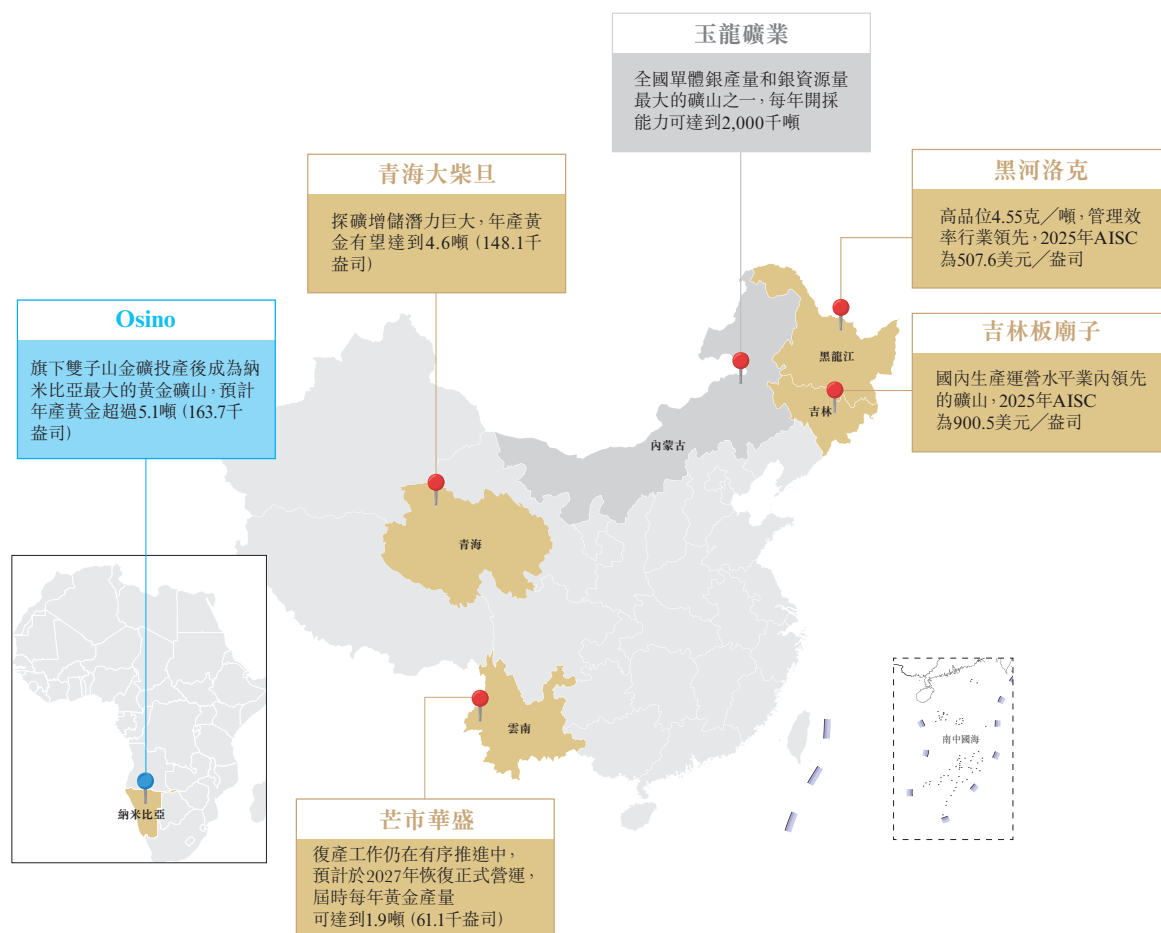 玉龍礦業
全國單體銀產量和銀資源量
最大的礦山之一，每年開採
能力可達到2,000千噸
青海大柴旦
探礦增儲潛力巨大，年產黃
金有望達到4.6噸（148.1千
盎司）
黑河洛克
高品位4.55克╱噸，管理效
率行業領先，2025年AISC
為507.6美元╱盎司
Osino
旗下雙子山金礦投產後成為納
米比亞最大的黃金礦山，預計
年產黃金超過5.1噸（163.7千
盎司）
吉林板廟子
國內生產運營水平業內領先
的礦山，2025年AISC
為900.5美元╱盎司
黑龍江
吉林
內蒙古
青海
雲南
南中國海
納米比亞
芒市華盛
復產工作仍在有序推進中，
預計於2027年恢復正式營運，
屆時每年黃金產量
可達到1.9噸（61.1千盎司）